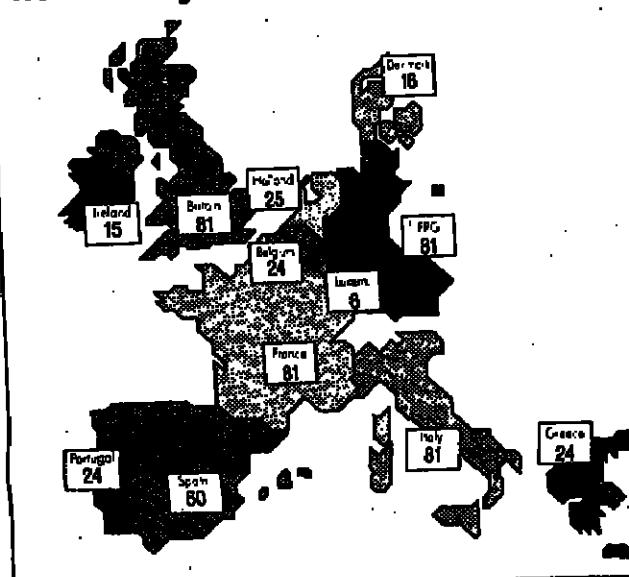 Denmark
16
Holland
25
Ireland
15
Britain
81
FRG
81
Belgium
24
Luxem.
6
France
81
Italy
81
Greece
24
Portugal
24
Spain
60